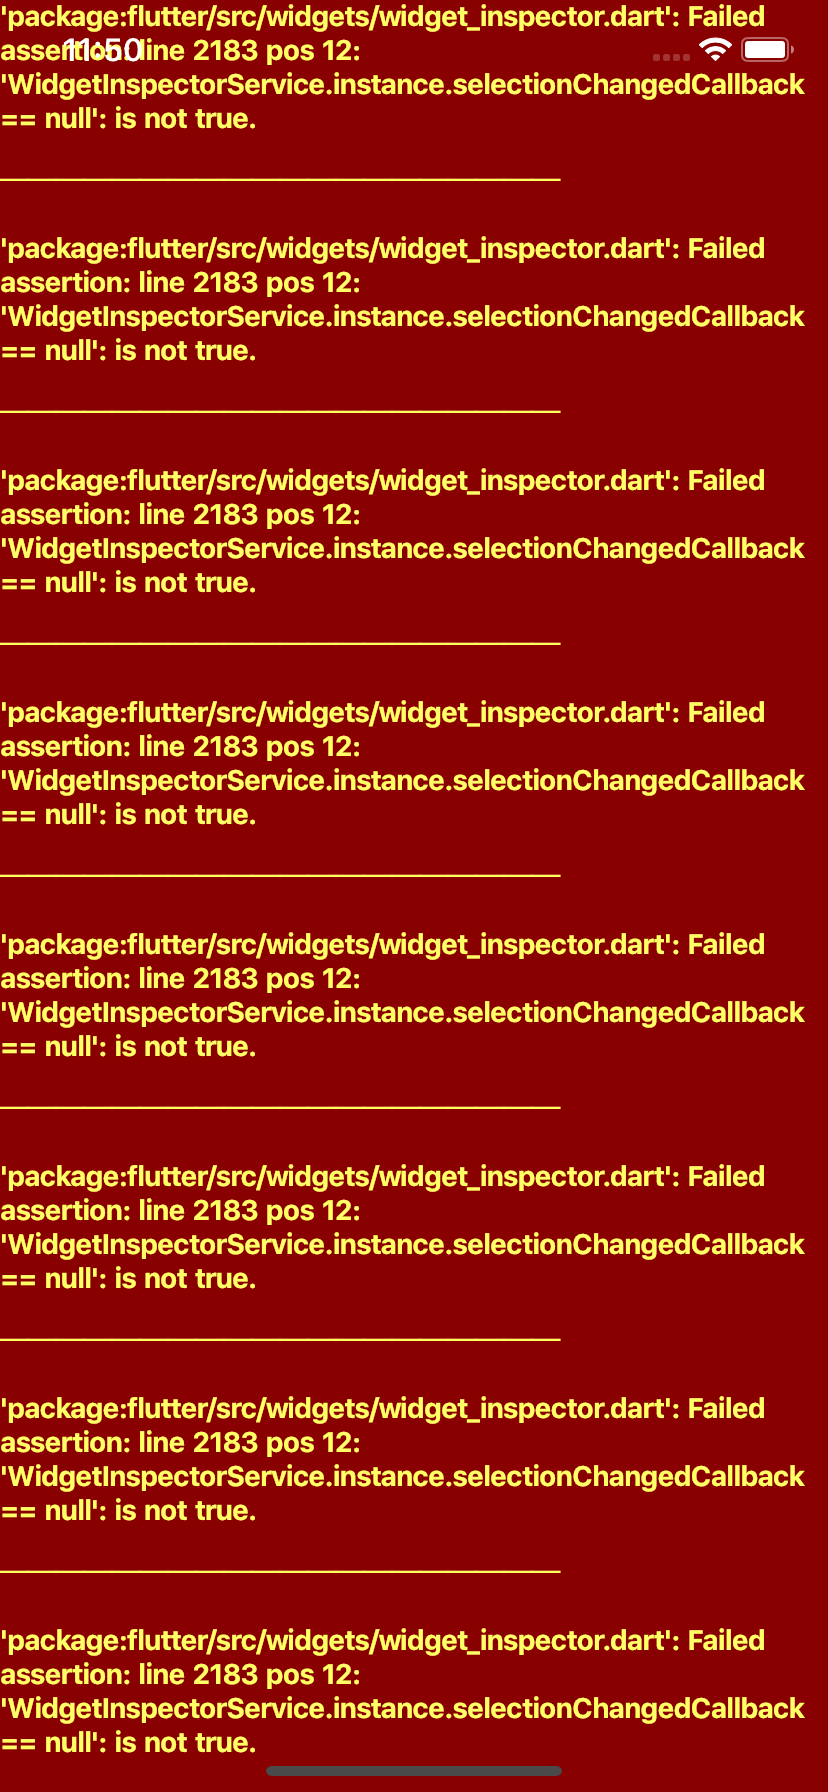 'package:flutter/src/widgets/widget_inspector.dart': Failed
assertion: line 2183 pos 12:
11:50
'WidgetInspectorService.instance.selectionChangedCallback
== null': is not true.
'package:flutter/src/widgets/widget_inspector.dart': Failed
assertion: line 2183 pos 12:
'WidgetInspectorService.instance.selectionChangedCallback
== null': is not true.
'package:flutter/src/widgets/widget_inspector.dart': Failed
assertion: line 2183 pos 12:
'WidgetInspectorService.instance.selectionChangedCallback
== null': is not true.
'package:flutter/src/widgets/widget_inspector.dart': Failed
assertion: line 2183 pos 12:
'WidgetInspectorService.instance.selectionChangedCallback
== null': is not true.
'package:flutter/src/widgets/widget_inspector.dart': Failed
assertion: line 2183 pos 12:
'WidgetInspectorService.instance.selectionChangedCallback
== null': is not true.
'package:flutter/src/widgets/widget_inspector.dart': Failed
assertion: line 2183 pos 12:
'WidgetInspectorService.instance.selectionChangedCallback
== null': is not true.
'package:flutter/src/widgets/widget_inspector.dart': Failed
assertion: line 2183 pos 12:
'WidgetInspectorService.instance.selectionChangedCallback
== null': is not true.
'package:flutter/src/widgets/widget_inspector.dart': Failed
assertion: line 2183 pos 12:
'WidgetInspectorService.instance.selectionChangedCallback
== null': is not true.